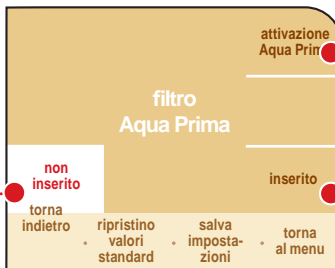 attivazione
Aqua Prima
filtro
Aqua Prima
non
inserito
inserito
torna
indietro
ripristino
valori
standard
salva
imposta-
zioni
torna
al menu